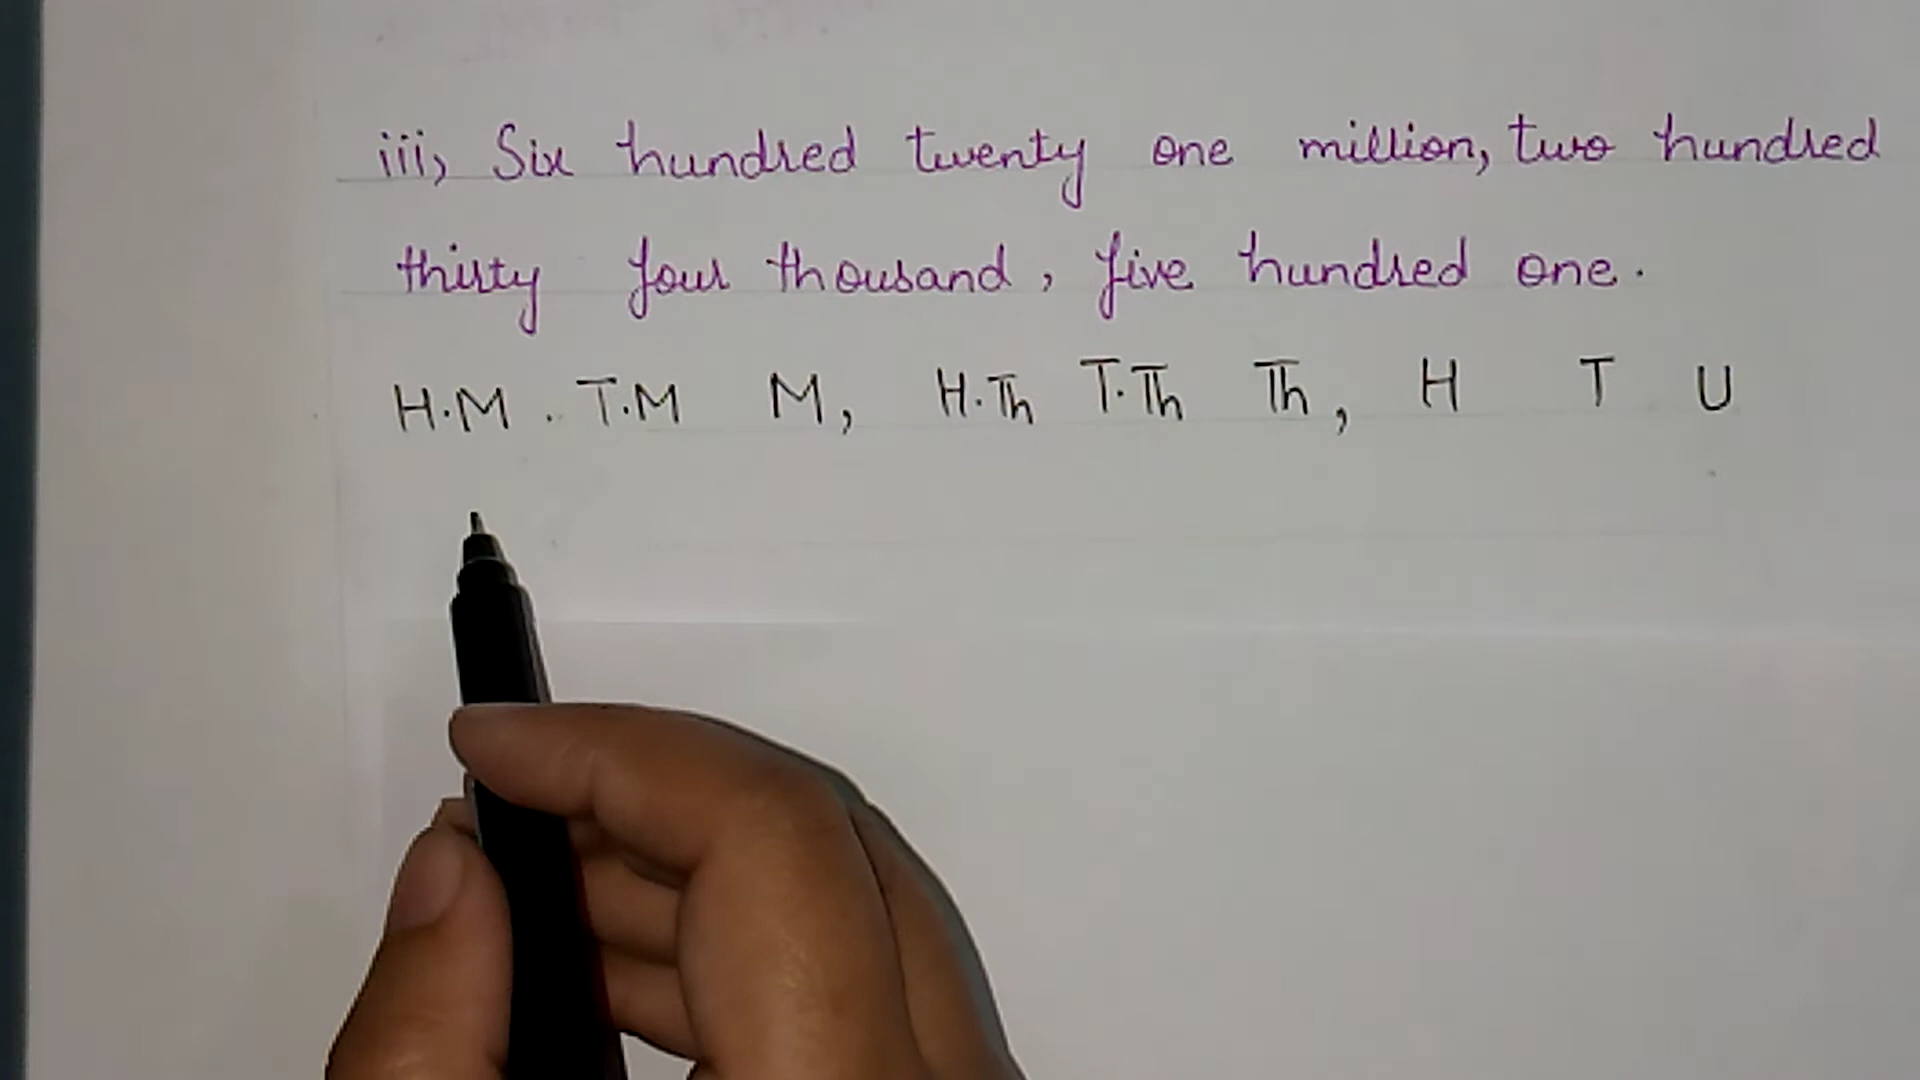 iii, Six hundred twenty one million, two hundred
thirty four thousand, five hundred one.
H.M. T.M M, H.Th T.Th Th, H T U